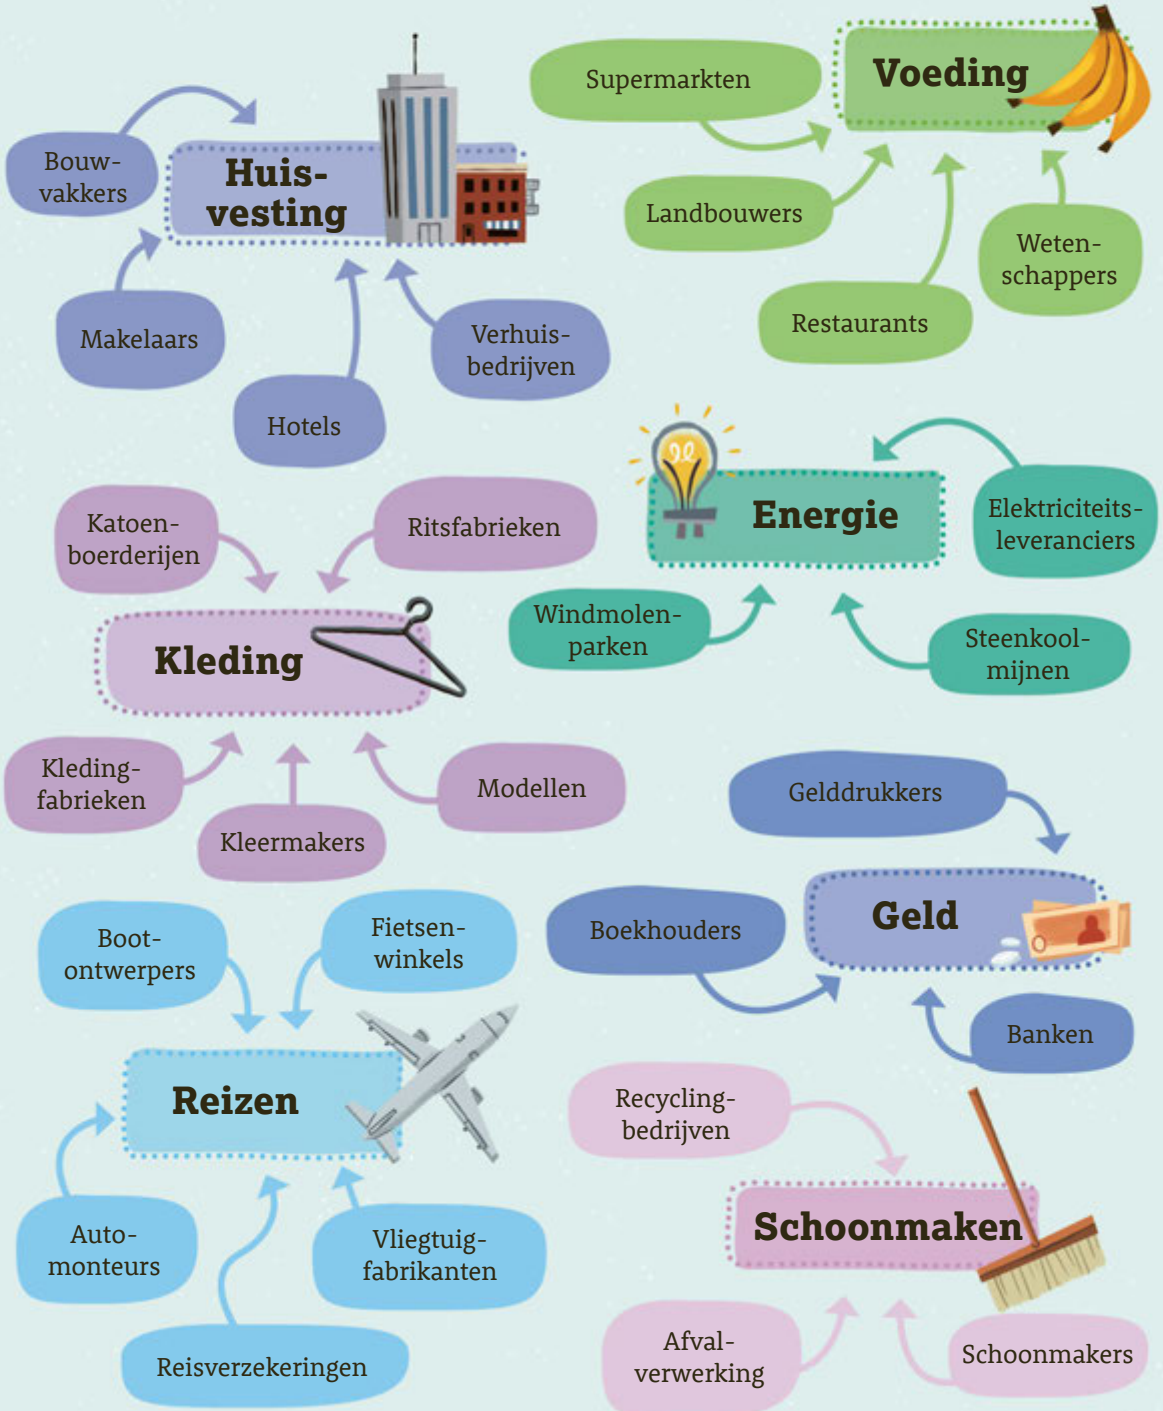 Huis-
vesting
Bouw-
vakkers
Makelaars
Hotels
Verhuis-
bedrijven
Voeding
Supermarkten
Landbouwers
Restaurants
Weten-
schappers
Energie
Elektriciteits-
leveranciers
Windmolen-
parken
Steenkool-
mijnen
Katoen-
boerderijen
Ritsfabrieken
Kleding
Kleding-
fabrieken
Kleermakers
Modellen
Gelddrukkers
Geld
Boekhouders
Banken
Boot-
ontwerpers
Fietsen-
winkels
Reizen
Auto-
monteurs
Vliegtuig-
fabrikanten
Reisverzekeringen
Recycling-
bedrijven
Schoonmaken
Afval-
verwerking
Schoonmakers